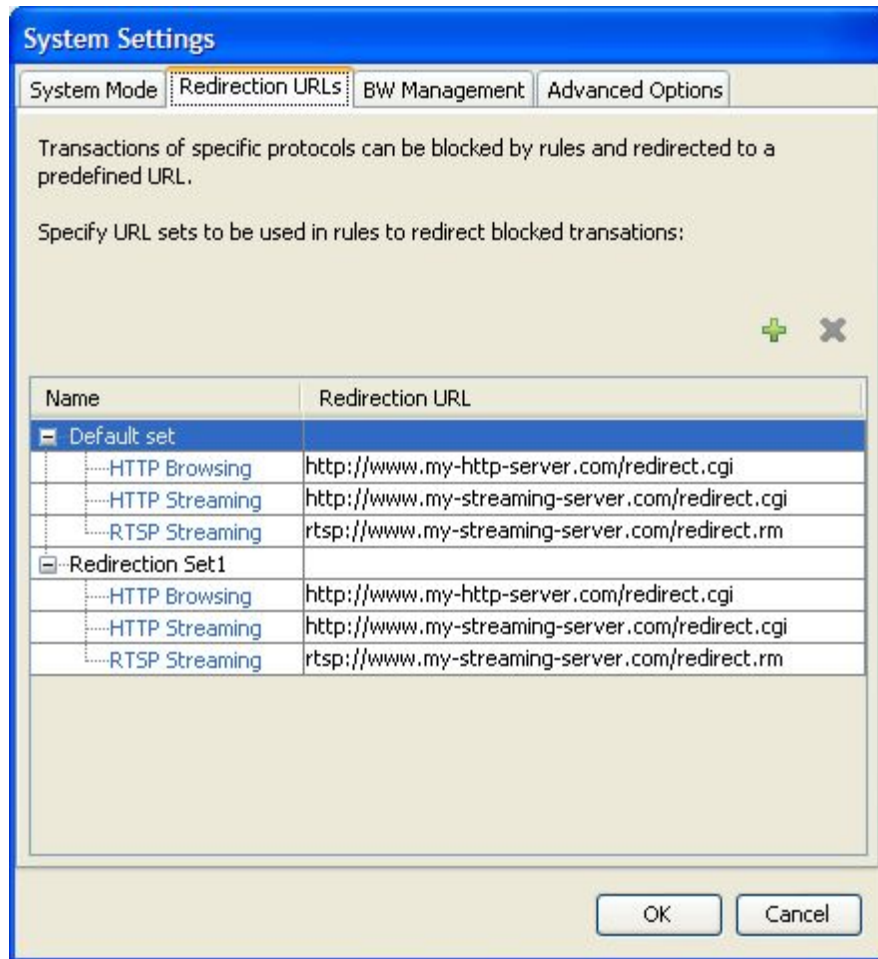 System Settings
System Mode Redirection URLs BW Management Advanced Options
Transactions of specific protocols can be blocked by rules and redirected to a
predefined URL.
Specify URL sets to be used in rules to redirect blocked transations:
Name Redirection URL
Default set
HTTP Browsing http://www.my-http-server.com/redirect.cgi
HTTP Streaming http://www.my-streaming-server.com/redirect.cgi
RTSP Streaming rtsp://www.my-streaming-server.com/redirect.rm
Redirection Set1
HTTP Browsing http://www.my-http-server.com/redirect.cgi
HTTP Streaming http://www.my-streaming-server.com/redirect.cgi
RTSP Streaming rtsp://www.my-streaming-server.com/redirect.rm
OK Cancel